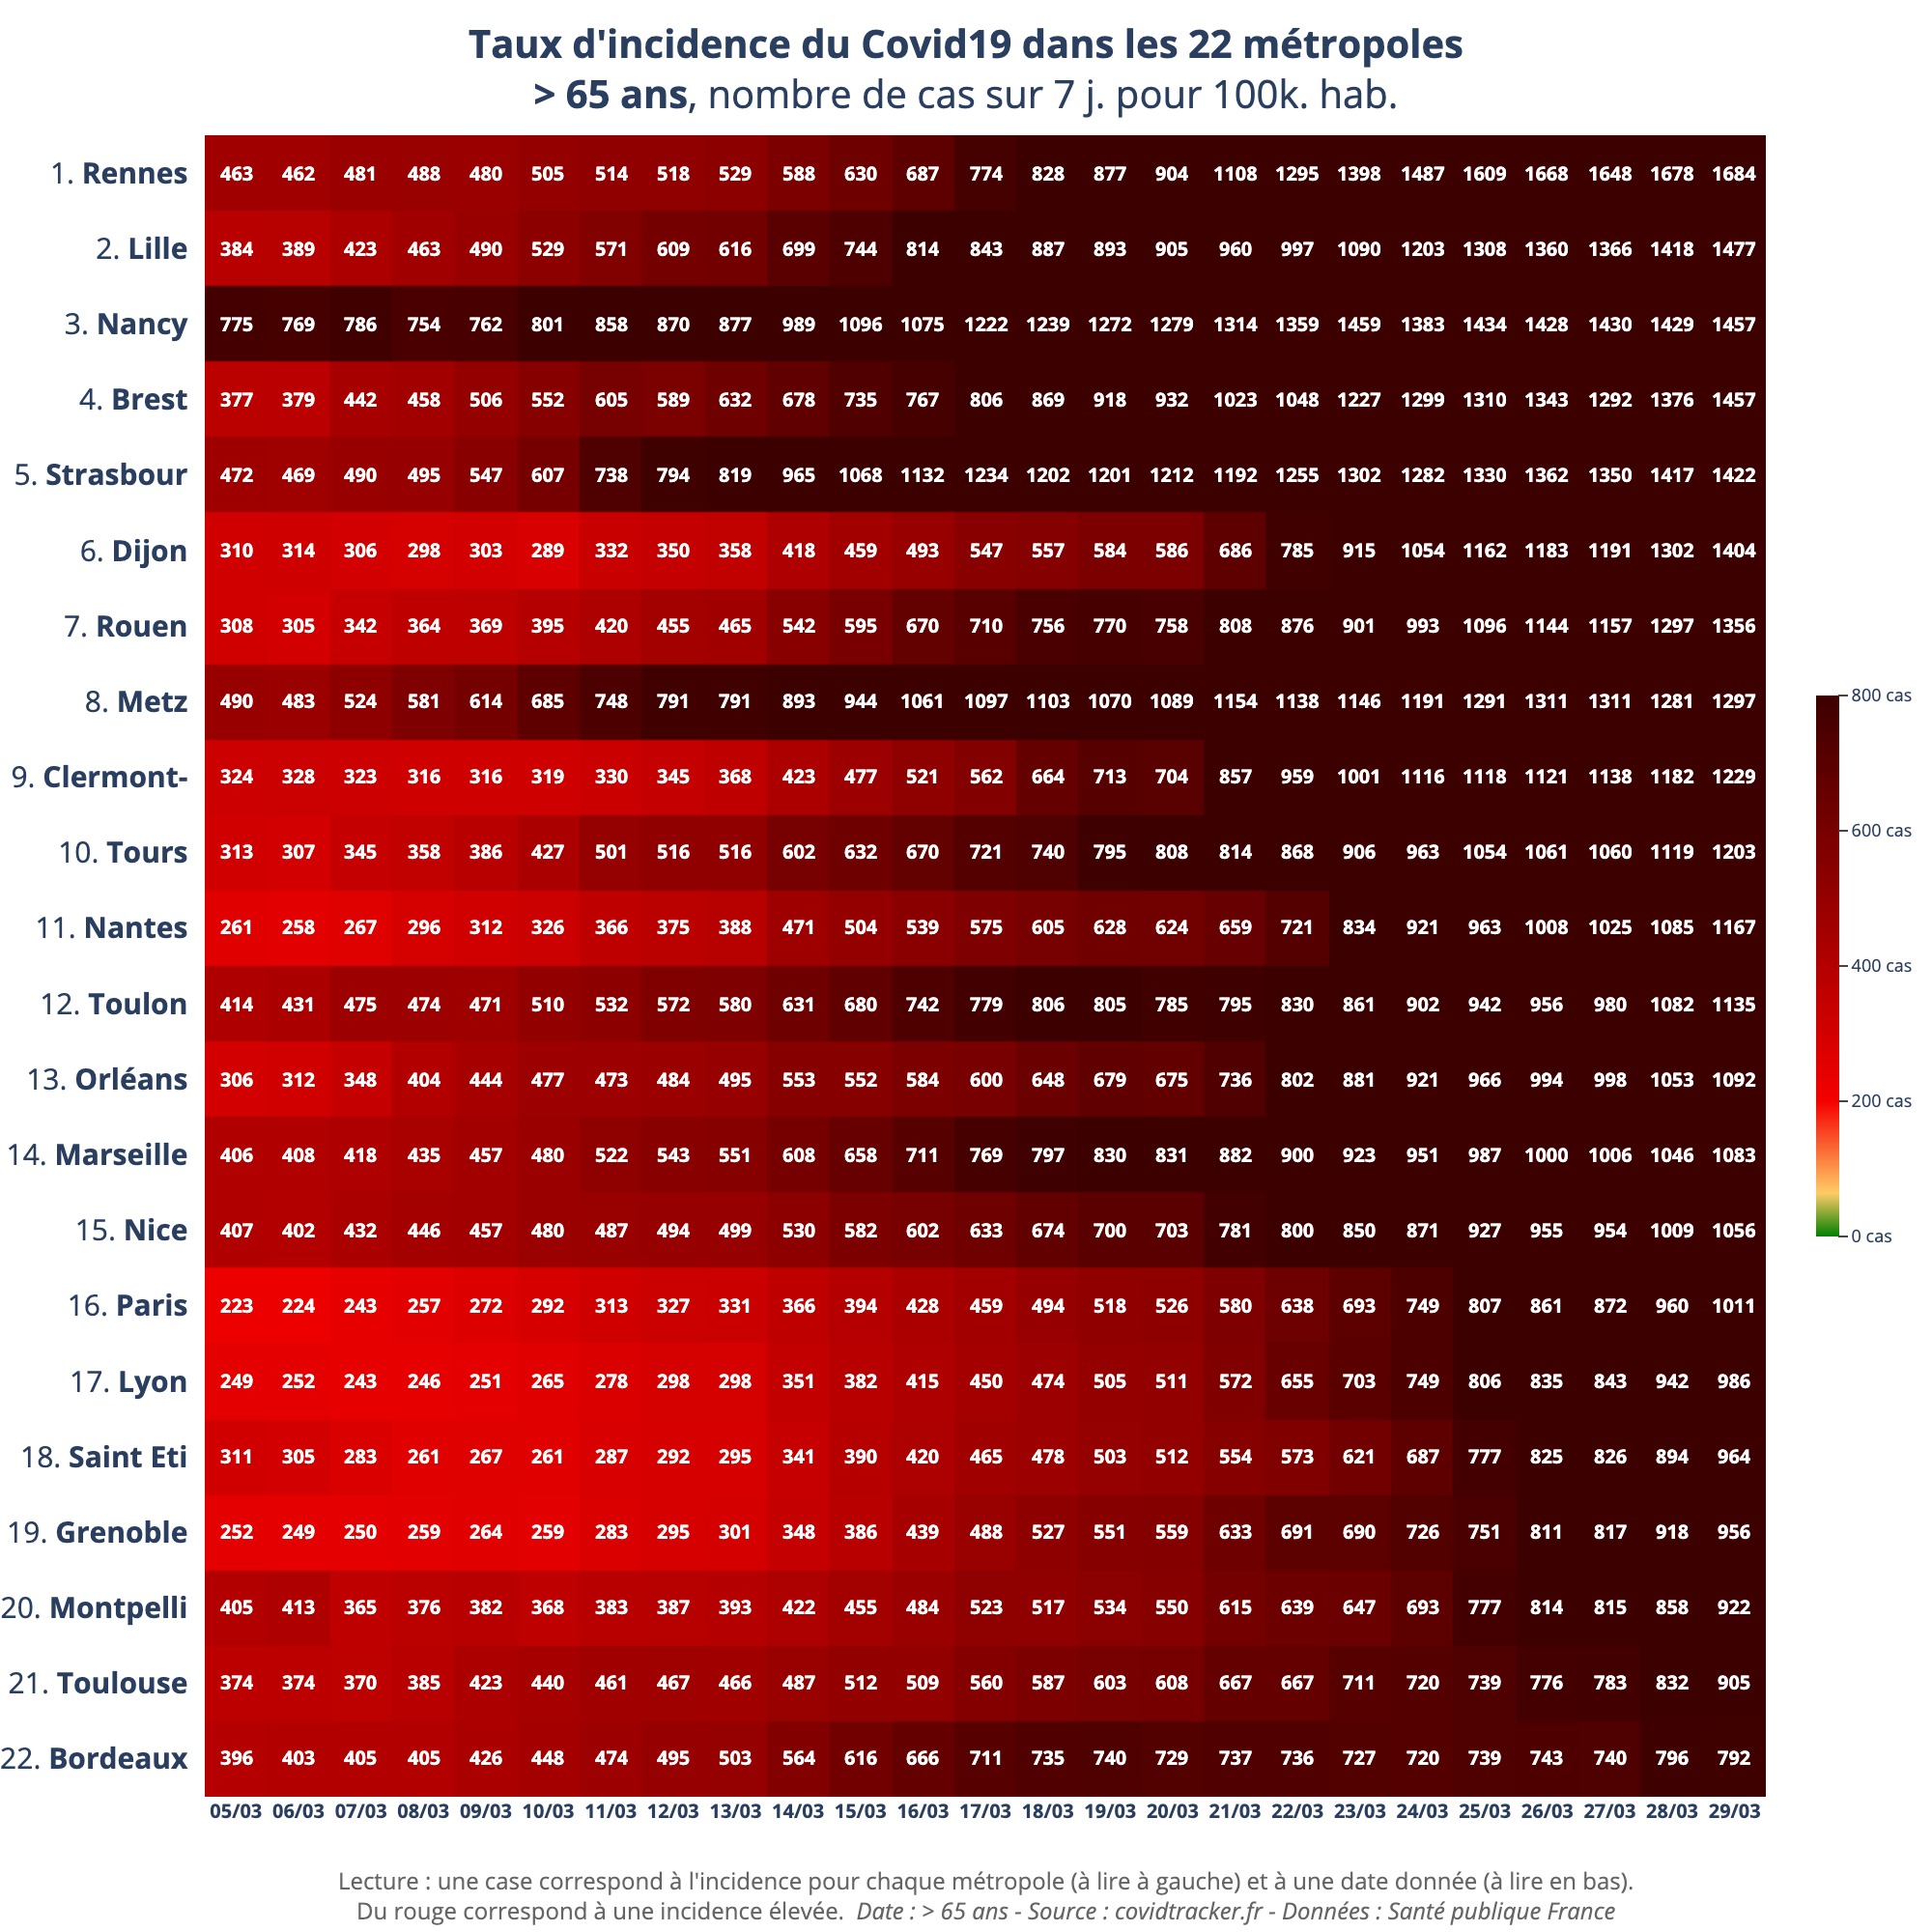 Taux d'incidence du Covid19 dans les 22 métropoles
> 65 ans, nombre de cas sur 7 j. pour 100k. hab.
1. Rennes 463 462 481 488 480 505 514 518 529 588 630 687 774 828 877 904 1108 1295 1398 1487 1609 1668 1648 1678 1684
2. Lille 384 389 423 463 490 529 571 609 616 699 744 814 843 887 893 905 960 997 1090 1203 1308 1360 1366 1418 1477
3. Nancy 775 769 786 754 762 801 858 870 877 989 1096 1075 1222 1239 1272 1279 1314 1359 1459 1383 1434 1428 1430 1429 1457
4. Brest 377 379 442 458 506 552 605 589 632 678 735 767 806 869 918 932 1023 1048 1227 1299 1310 1343 1292 1376 1457
5. Strasbour 472 469 490 495 547 607 738 794 819 965 1068 1132 1234 1202 1201 1212 1192 1255 1302 1282 1330 1362 1350 1417 1422
6. Dijon 310 314 306 298 303 289 332 350 358 418 459 493 547 557 584 586 686 785 915 1054 1162 1183 1191 1302 1404
7. Rouen 308 305 342 364 369 395 420 455 465 542 595 670 710 756 770 758 808 876 901 993 1096 1144 1157 1297 1356
8. Metz 490 483 524 581 614 685 748 791 791 893 944 1061 1097 1103 1070 1089 1154 1138 1146 1191 1291 1311 1311 1281 1297
800 cas
9. Clermont- 324 328 323 316 316 319 330 345 368 423 477 521 562 664 713 704 857 959 1001 1116 1118 1121 1138 1182 1229
600 cas
10. Tours 313 307 345 358 386 427 501 516 516 602 632 670 721 740 795 808 814 868 906 963 1054 1061 1060 1119 1203
11. Nantes 261 258 267 296 312 326 366 375 388 471 504 539 575 605 628 624 659 721 834 921 963 1008 1025 1085 1167
400 cas
12. Toulon 414 431 475 474 471 510 532 572 580 631 680 742 779 806 805 785 795 830 861 902 942 956 980 1082 1135
13. Orléans 306 312 348 404 444 477 473 484 495 553 552 584 600 648 679 675 736 802 881 921 966 994 998 1053 1092
200 cas
14. Marseille 406 408 418 435 457 480 522 543 551 608 658 711 769 797 830 831 882 900 923 951 987 1000 1006 1046 1083
15. Nice 407 402 432 446 457 480 487 494 499 530 582 602 633 674 700 703 781 800 850 871 927 955 954 1009 1056
0 cas
16. Paris 223 224 243 257 272 292 313 327 331 366 394 428 459 494 518 526 580 638 693 749 807 861 872 960 1011
17. Lyon 249 252 243 246 251 265 278 298 298 351 382 415 450 474 505 511 572 655 703 749 806 835 843 942 986
18. Saint Eti 311 305 283 261 267 261 287 292 295 341 390 420 465 478 503 512 554 573 621 687 777 825 826 894 964
19. Grenoble 252 249 250 259 264 259 283 295 301 348 386 439 488 527 551 559 633 691 690 726 751 811 817 918 956
20. Montpelli 405 413 365 376 382 368 383 387 393 422 455 484 523 517 534 550 615 639 647 693 777 814 815 858 922
21. Toulouse 374 374 370 385 423 440 461 467 466 487 512 509 560 587 603 608 667 667 711 720 739 776 783 832 905
22. Bordeaux 396 403 405 405 426 448 474 495 503 564 616 666 711 735 740 729 737 736 727 720 739 743 740 796 792
05/03 06/03 07/03 08/03 09/03 10/03 11/03 12/03 13/03 14/03 15/03 16/03 17/03 18/03 19/03 20/03 21/03 22/03 23/03 24/03 25/03 26/03 27/03 28/03 29/03
Lecture : une case correspond à l'incidence pour chaque métropole (à lire à gauche) et à une date donnée (à lire en bas).
Du rouge correspond à une incidence élevée. Date : > 65 ans - Source : covidtracker.fr - Données : Santé publique France